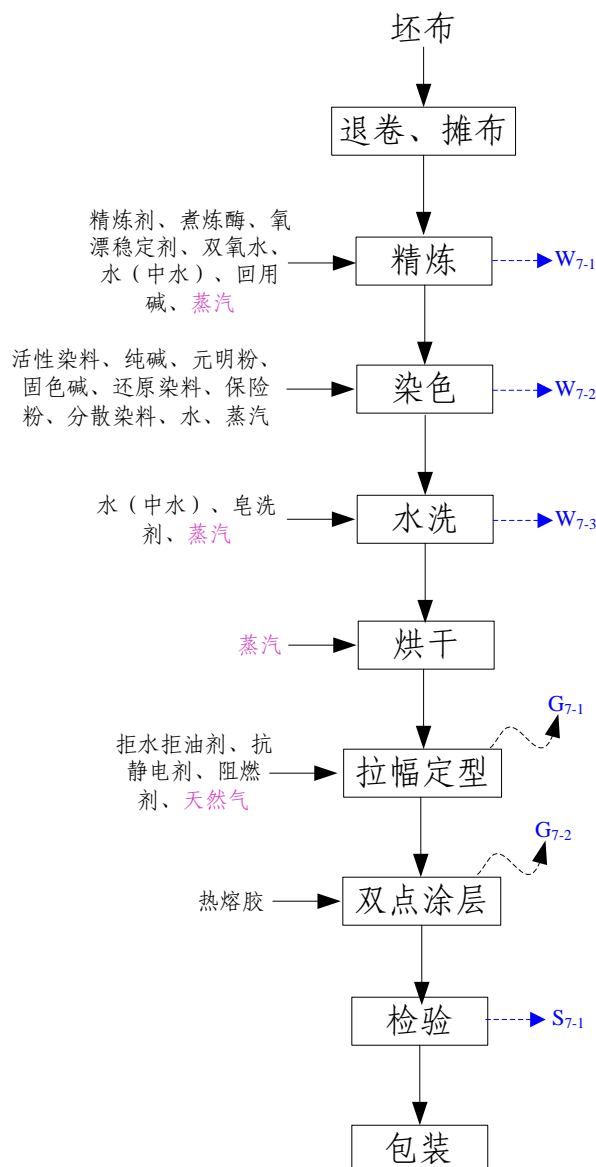 坯布
退卷、摊布
精炼剂、煮炼酶、氧
漂稳定剂、双氧水、
水（中水）、回用
碱、蒸汽
精炼
W7-1
活性染料、纯碱、元明粉、
固色碱、还原染料、保险
粉、分散染料、水、蒸汽
染色
W7-2
水（中水）、皂洗
剂、蒸汽
水洗
W7-3
蒸汽
烘干
G7-1
拒水拒油剂、抗
静电剂、阻燃
剂、天然气
拉幅定型
G7-2
热熔胶
双点涂层
检验
S7-1
包装